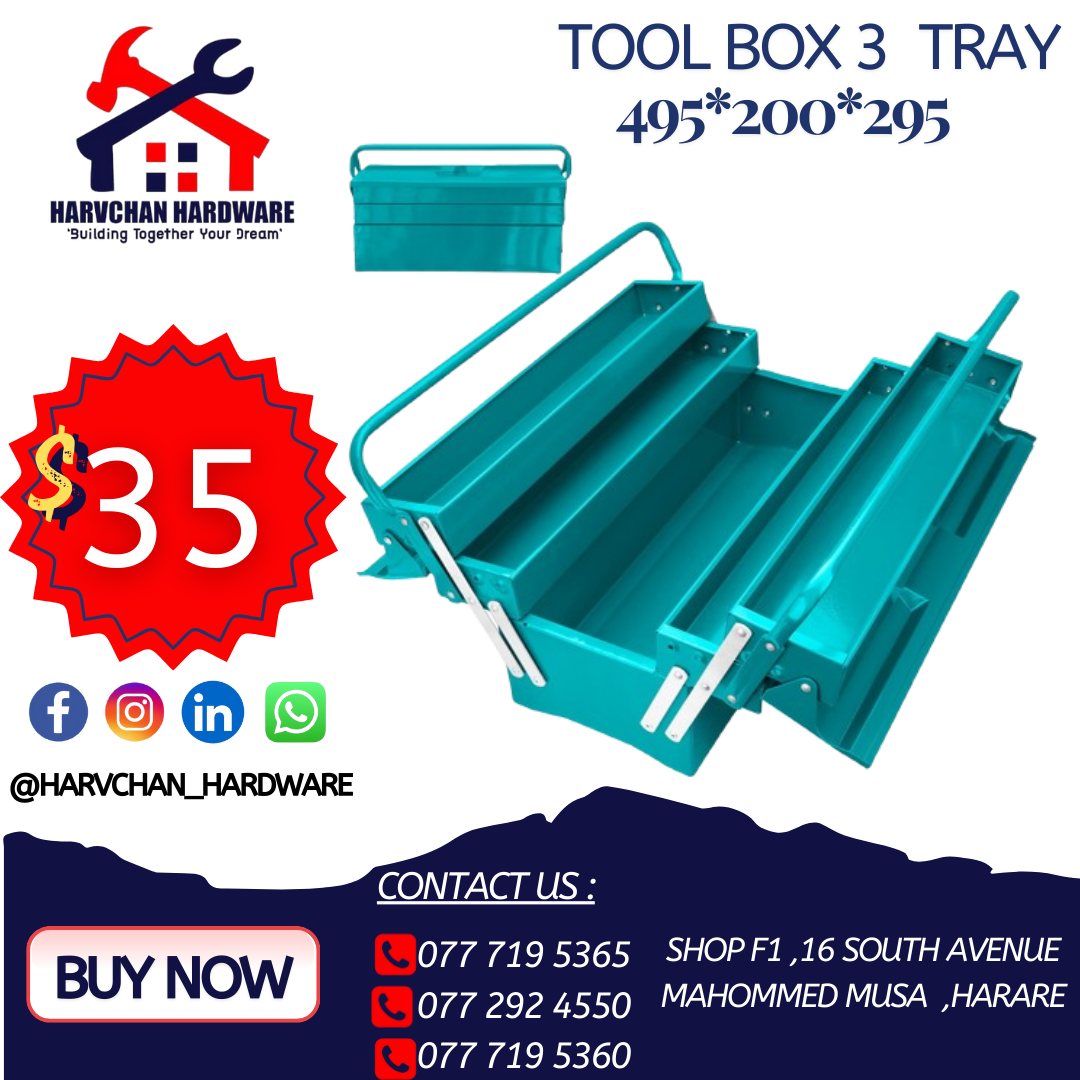 TOOL BOX 3 TRAY
495*200*295
HARVCHAN HARDWARE
'Building Together Your Dream'
$35
@HARVCHAN_HARDWARE
CONTACT US :
077 719 5365
077 292 4550
077 719 5360
SHOP F1 ,16 SOUTH AVENUE
MAHOMMED MUSA ,HARARE
BUY NOW